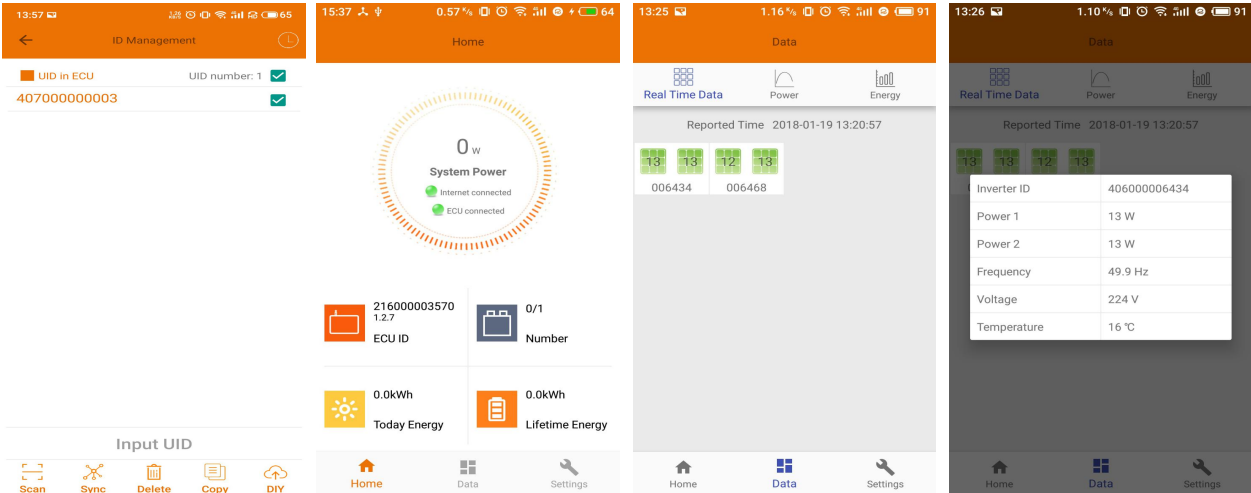 13:57 65
ID Management
UID in ECU UID number: 1
407000000003
Input UID
Scan Sync Delete Copy DIY
15:37 0.57 K/s 64
Home
0 W
System Power
Internet connected
ECU connected
216000003570
1.2.7
ECU ID
0/1
Number
0.0kWh
Today Energy
0.0kWh
Lifetime Energy
Home Data Settings
13:25 1.16 K/s 4G 91
Data
Real Time Data Power Energy
Reported Time 2018-01-19 13:20:57
13 13 12 13
006434 006468
Home Data Settings
13:26 1.10 K/s 4G 91
Data
Real Time Data Power Energy
Reported Time 2018-01-19 13:20:57
13 13 12 13
Inverter ID 406000006434
Power 1 13 W
Power 2 13 W
Frequency 49.9 Hz
Voltage 224 V
Temperature 16 ℃
Home Data Settings